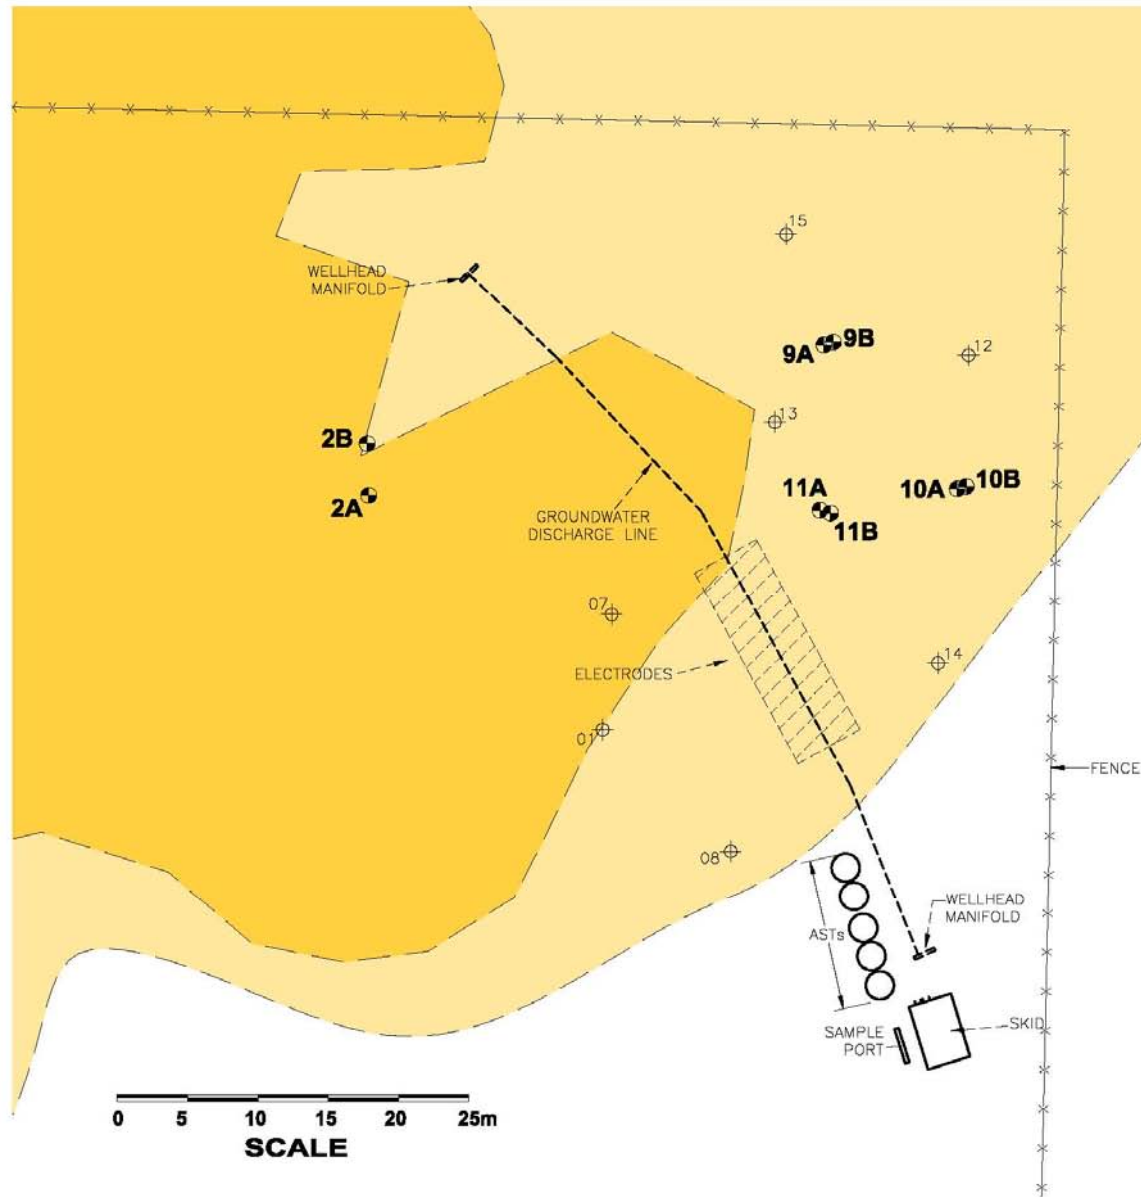 15
WELLHEAD
MANIFOLD
9A
9B
12
13
2B
11A
10A
10B
2A
GROUNDWATER
DISCHARGE LINE
11B
07
14
ELECTRODES
01
FENCE
08
WELLHEAD
MANIFOLD
ASTs
SAMPLE
PORT
SKID
0 5 10 15 20 25m
SCALE